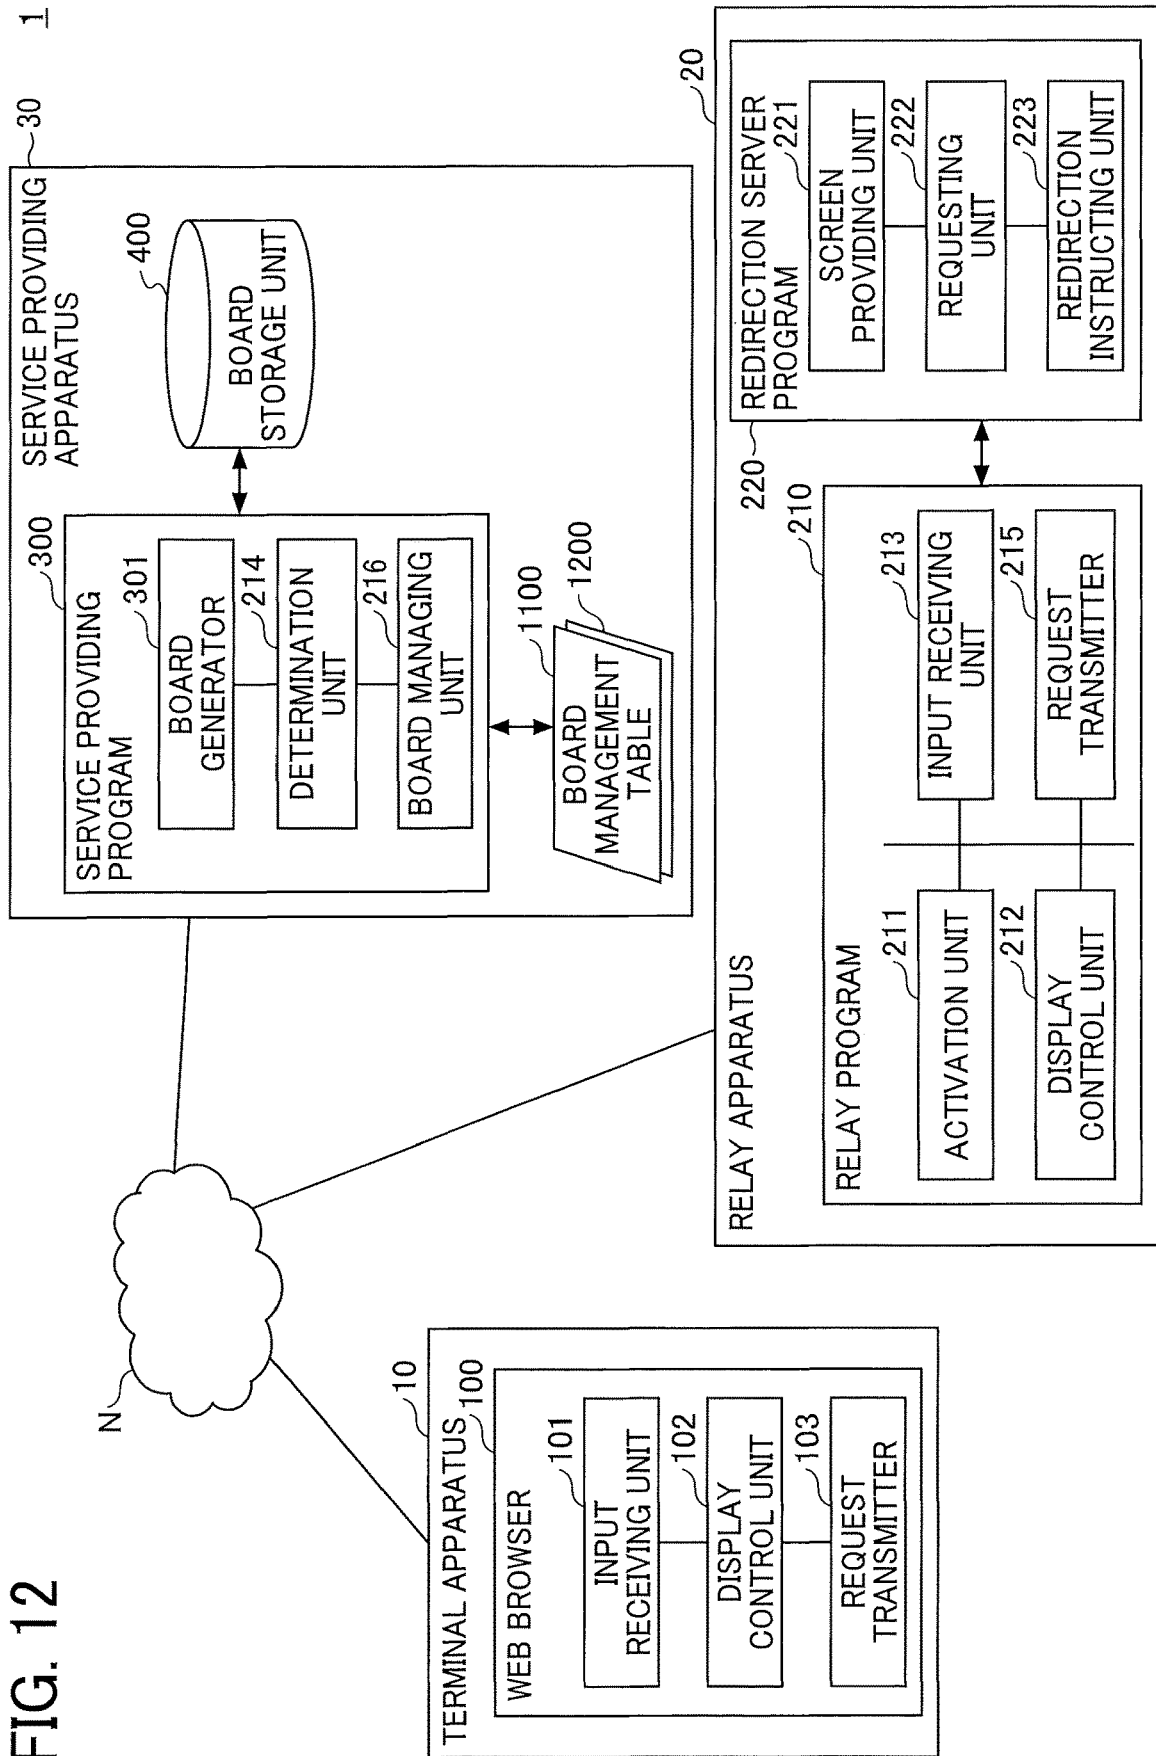 FIG. 12
1
N
TERMINAL APPARATUS
10
WEB BROWSER
100
INPUT
RECEIVING UNIT
101
DISPLAY
CONTROL UNIT
102
REQUEST
TRANSMITTER
103
SERVICE PROVIDING
APPARATUS
30
SERVICE PROVIDING
PROGRAM
300
BOARD
GENERATOR
301
DETERMINATION
UNIT
214
BOARD MANAGING
UNIT
216
BOARD
STORAGE UNIT
400
BOARD
MANAGEMENT
TABLE
1100
1200
RELAY APPARATUS
20
RELAY PROGRAM
210
ACTIVATION UNIT
211
DISPLAY
CONTROL UNIT
212
INPUT RECEIVING
UNIT
213
REQUEST
TRANSMITTER
215
220
REDIRECTION SERVER
PROGRAM
SCREEN
PROVIDING UNIT
221
REQUESTING
UNIT
222
REDIRECTION
INSTRUCTING UNIT
223